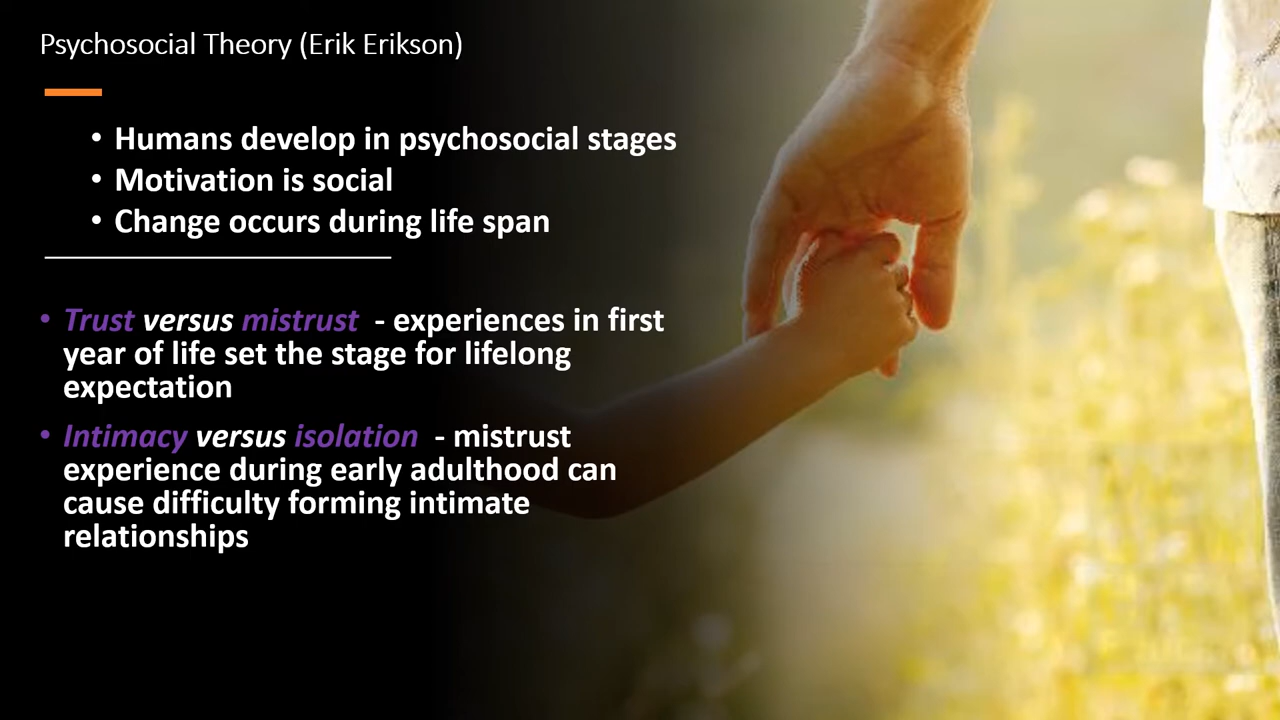 Psychosocial Theory (Erik Erikson)
• Humans develop in psychosocial stages
• Motivation is social
• Change occurs during life span
• Trust versus mistrust - experiences in first
year of life set the stage for lifelong
expectation
• Intimacy versus isolation - mistrust
experience during early adulthood can
cause difficulty forming intimate
relationships